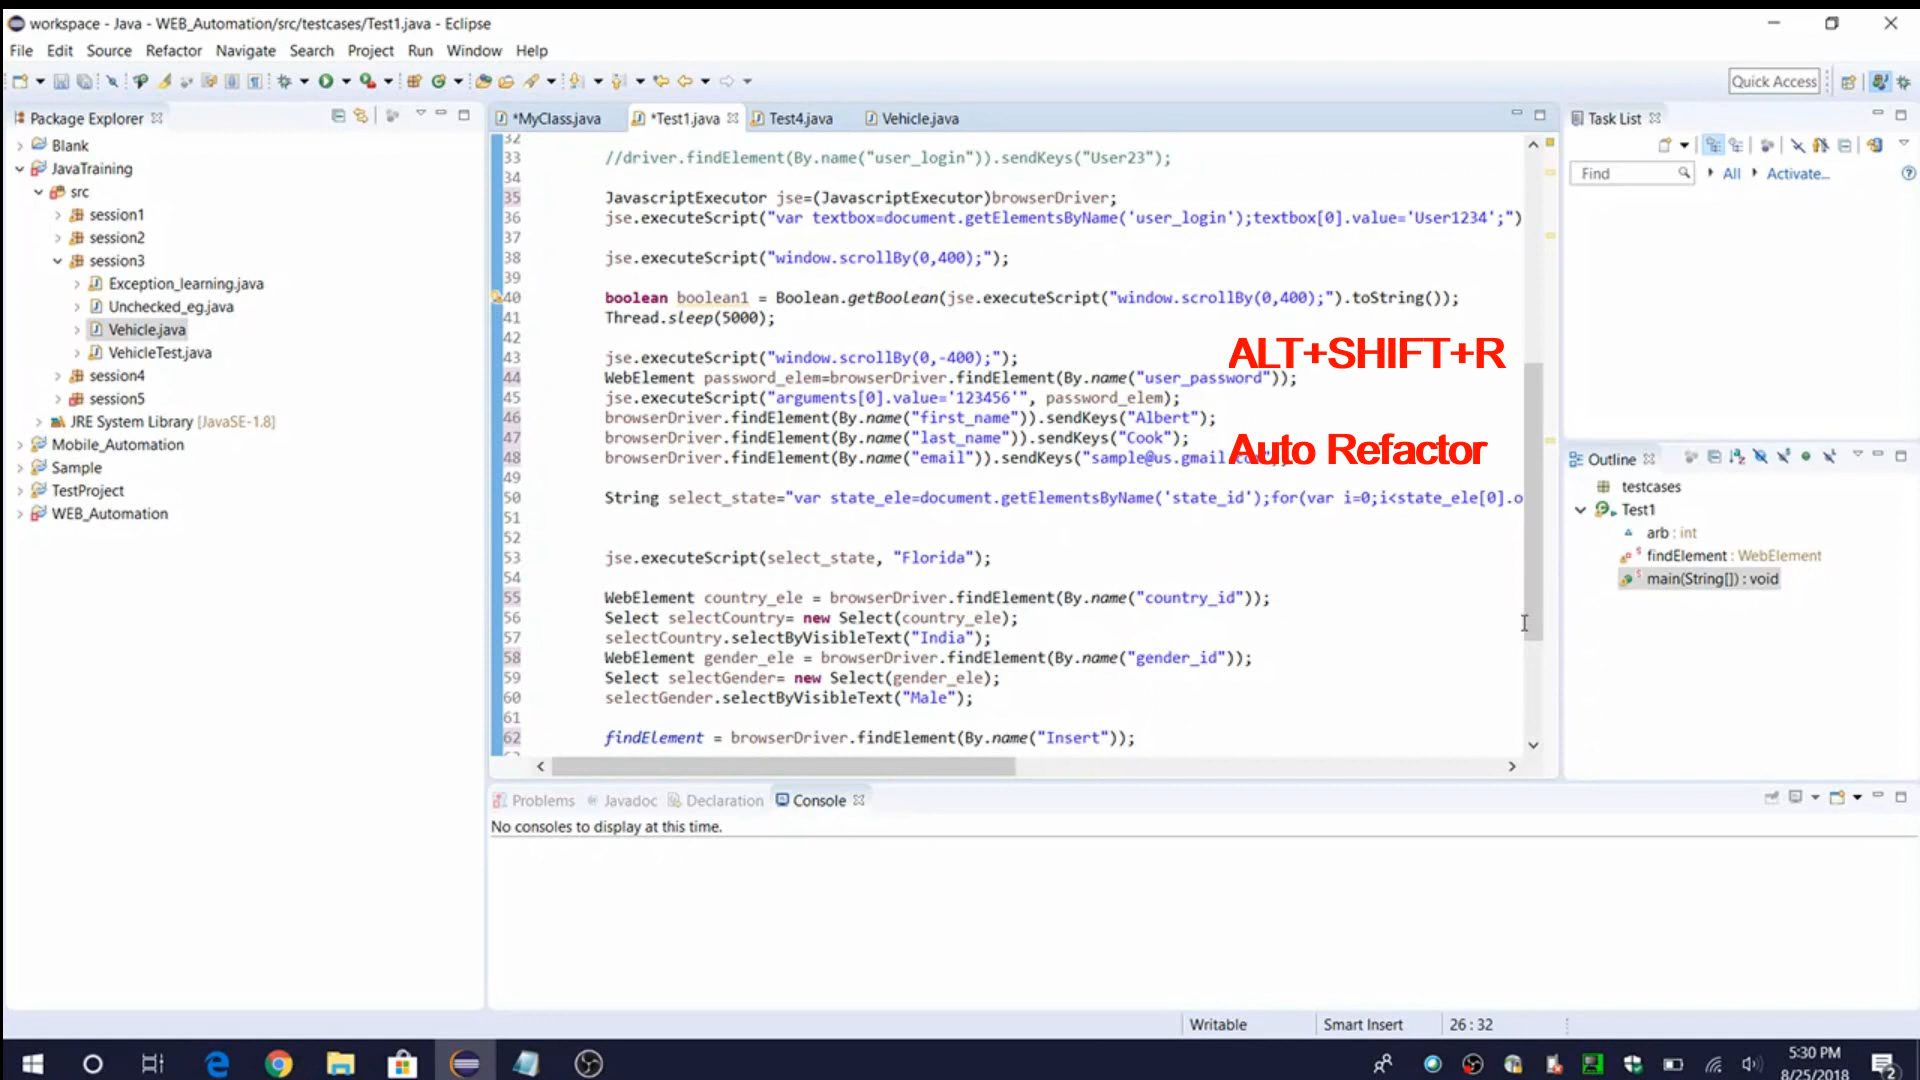 workspace - Java - WEB_Automation/src/testcases/Test1.java - Eclipse
File Edit Source Refactor Navigate Search Project Run Window Help
Quick Access
Package Explorer
Blank
JavaTraining
src
session1
session2
session3
Exception_learning.java
Unchecked_eg.java
Vehicle.java
VehicleTest.java
session4
session5
JRE System Library [JavaSE-1.8]
Mobile_Automation
Sample
TestProject
WEB_Automation
*MyClass.java *Test1.java Test4.java Vehicle.java
32
33 //driver.findElement(By.name("user_login")).sendKeys("User23");
34
35 JavascriptExecutor jse=(JavascriptExecutor)browserDriver;
36 jse.executeScript("var textbox=document.getElementsByName('user_login');textbox[0].value='User1234';")
37
38 jse.executeScript("window.scrollBy(0,400);");
39
40 boolean boolean1 = Boolean.getBoolean(jse.executeScript("window.scrollBy(0,400);").toString());
41 Thread.sleep(5000);
42
43 jse.executeScript("window.scrollBy(0,-400);");
44 WebElement password_elem=browserDriver.findElement(By.name("user_password"));
45 jse.executeScript("arguments[0].value='123456'", password_elem);
46 browserDriver.findElement(By.name("first_name")).sendKeys("Albert");
47 browserDriver.findElement(By.name("last_name")).sendKeys("Cook");
48 browserDriver.findElement(By.name("email")).sendKeys("sample@us.gmail
49
50 String select_state="var state_ele=document.getElementsByName('state_id');for(var i=0;i<state_ele[0].o
51
52
53 jse.executeScript(select_state, "Florida");
54
55 WebElement country_ele = browserDriver.findElement(By.name("country_id"));
56 Select selectCountry= new Select(country_ele);
57 selectCountry.selectByVisibleText("India");
58 WebElement gender_ele = browserDriver.findElement(By.name("gender_id"));
59 Select selectGender= new Select(gender_ele);
60 selectGender.selectByVisibleText("Male");
61
62 findElement = browserDriver.findElement(By.name("Insert"));
ALT+SHIFT+R
Auto Refactor
Task List
Find All Activate...
Outline
testcases
Test1
arb : int
findElement : WebElement
main(String[]) : void
Problems Javadoc Declaration Console
No consoles to display at this time.
Writable Smart Insert 26 : 32
5:30 PM
8/25/2018
2